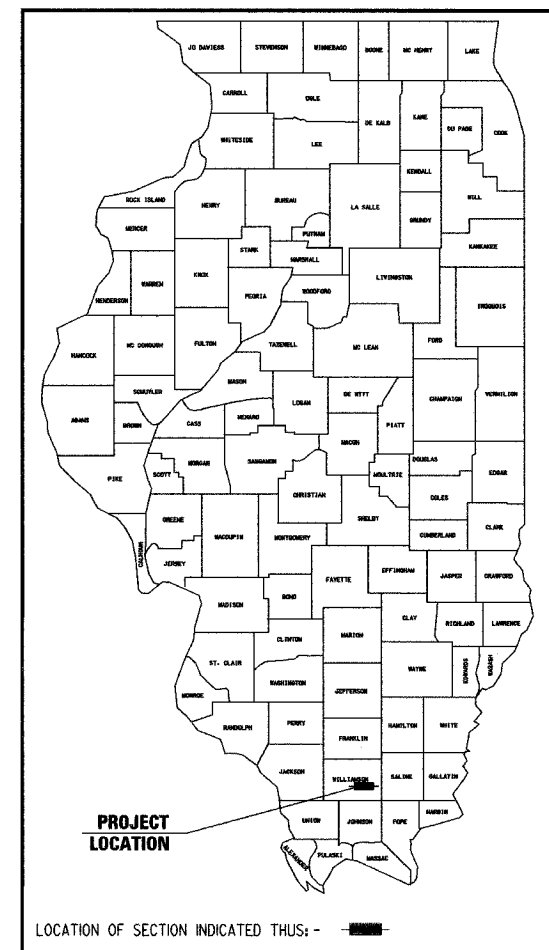 JO DAVIESS STEVENSON WINNEBAGO BOONE MC HENRY LAKE
CARROLL OGLE DE KALB KANE DU PAGE COOK
WHITESIDE LEE KENDALL WILL
ROCK ISLAND HENRY BUREAU LA SALLE GRUNDY
MERCER PUTNAM KANKAKEE
STARK MARSHALL LIVINGSTON
HENDERSON WARREN KNOX PEORIA WOODFORD IROQUOIS
HANCOCK MC DONOUGH FULTON TAZEWELL MC LEAN FORD
SCHUYLER MASON DE WITT CHAMPAIGN VERMILION
ADAMS BROWN CASS MENARD LOGAN PIATT
MACON
PIKE SCOTT MORGAN SANGAMON MOULTRIE DOUGLAS EDGAR
CHRISTIAN COLES
GREENE MACOUPIN MONTGOMERY SHELBY CUMBERLAND CLARK
CALHOUN JERSEY FAYETTE EFFINGHAM JASPER CRAWFORD
MADISON BOND CLAY RICHLAND LAWRENCE
CLINTON MARION
ST. CLAIR WAYNE EDWARDS WABASH
MONROE WASHINGTON JEFFERSON
RANDOLPH PERRY HAMILTON WHITE
FRANKLIN
JACKSON WILLIAMSON SALINE GALLATIN
UNION JOHNSON POPE HARDIN
ALEXANDER PULASKI MASSAC
PROJECT
LOCATION
LOCATION OF SECTION INDICATED THUS: -